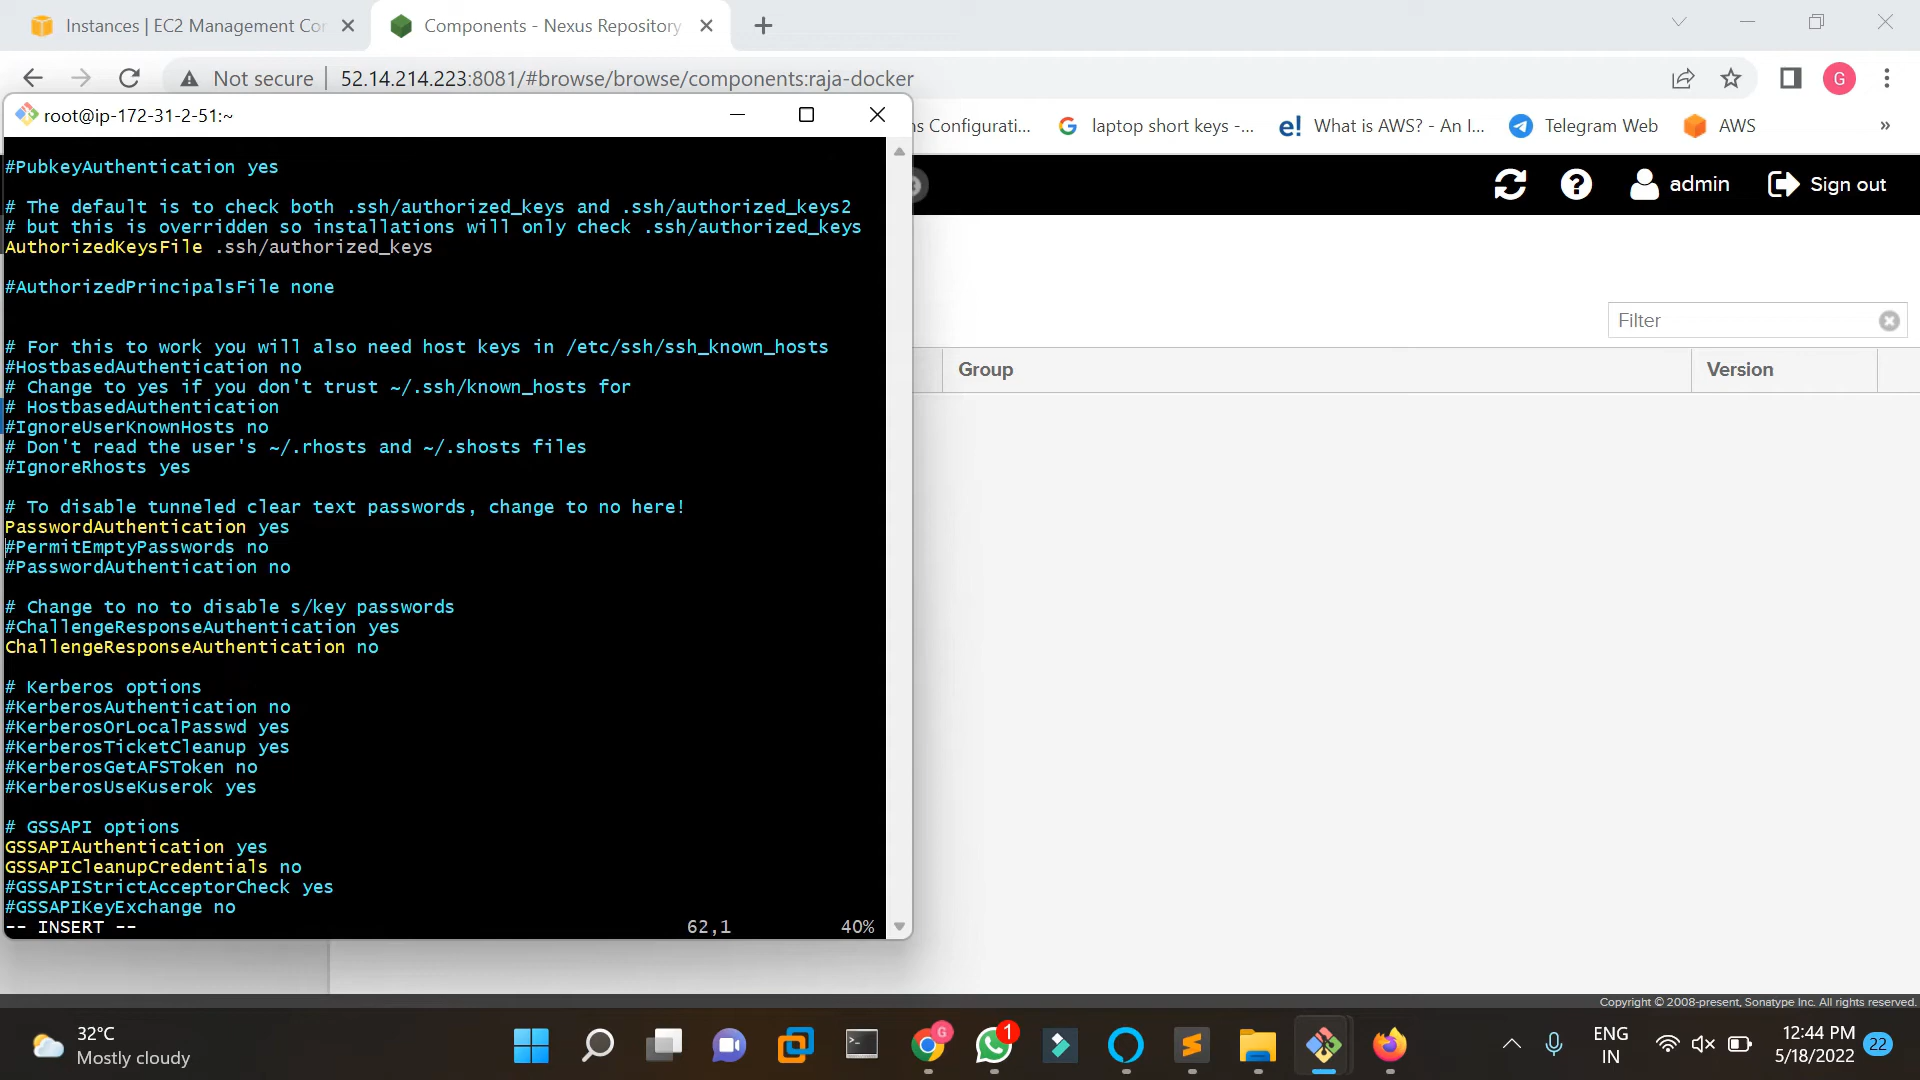 Instances | EC2 Management Con
Components - Nexus Repository
Not secure
52.14.214.223:8081/#browse/browse/components:raja-docker
G
root@ip-172-31-2-51:~
ns Configurati...
laptop short keys -...
What is AWS? - An I...
Telegram Web
AWS
»
admin
Sign out
Filter
Group
Version
#PubkeyAuthentication yes
# The default is to check both .ssh/authorized_keys and .ssh/authorized_keys2
# but this is overridden so installations will only check .ssh/authorized_keys
AuthorizedKeysFile .ssh/authorized_keys
#AuthorizedPrincipalsFile none
# For this to work you will also need host keys in /etc/ssh/ssh_known_hosts
#HostbasedAuthentication no
# Change to yes if you don't trust ~/.ssh/known_hosts for
# HostbasedAuthentication
#IgnoreUserKnownHosts no
# Don't read the user's ~/.rhosts and ~/.shosts files
#IgnoreRhosts yes
# To disable tunneled clear text passwords, change to no here!
PasswordAuthentication yes
#PermitEmptyPasswords no
#PasswordAuthentication no
# Change to no to disable s/key passwords
#ChallengeResponseAuthentication yes
ChallengeResponseAuthentication no
# Kerberos options
#KerberosAuthentication no
#KerberosOrLocalPasswd yes
#KerberosTicketCleanup yes
#KerberosGetAFSToken no
#KerberosUseKuserok yes
# GSSAPI options
GSSAPIAuthentication yes
GSSAPICleanupCredentials no
#GSSAPIStrictAcceptorCheck yes
#GSSAPIKeyExchange no
-- INSERT --
62,1
40%
Copyright © 2008-present, Sonatype Inc. All rights reserved.
32°C
Mostly cloudy
G
1
ENG
IN
12:44 PM
5/18/2022
22